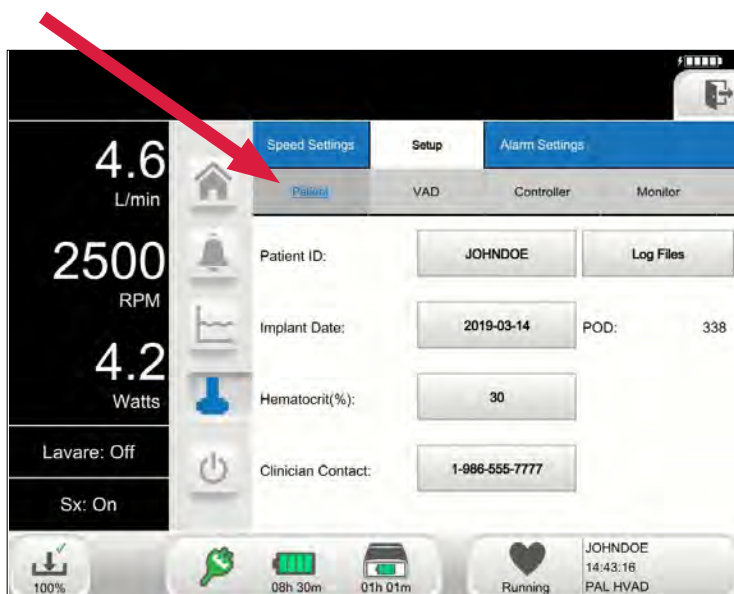 4.6
L/min
2500
RPM
4.2
Watts
Lavare: Off
Sx: On
Speed Settings Setup Alarm Settings
Patient VAD Controller Monitor
Patient ID: JOHNDOE Log Files
Implant Date: 2019-03-14 POD: 338
Hematocrit(%): 30
Clinician Contact: 1-986-555-7777
100%
08h 30m 01h 01m
Running
JOHNDOE
14:43:16
PAL HVAD